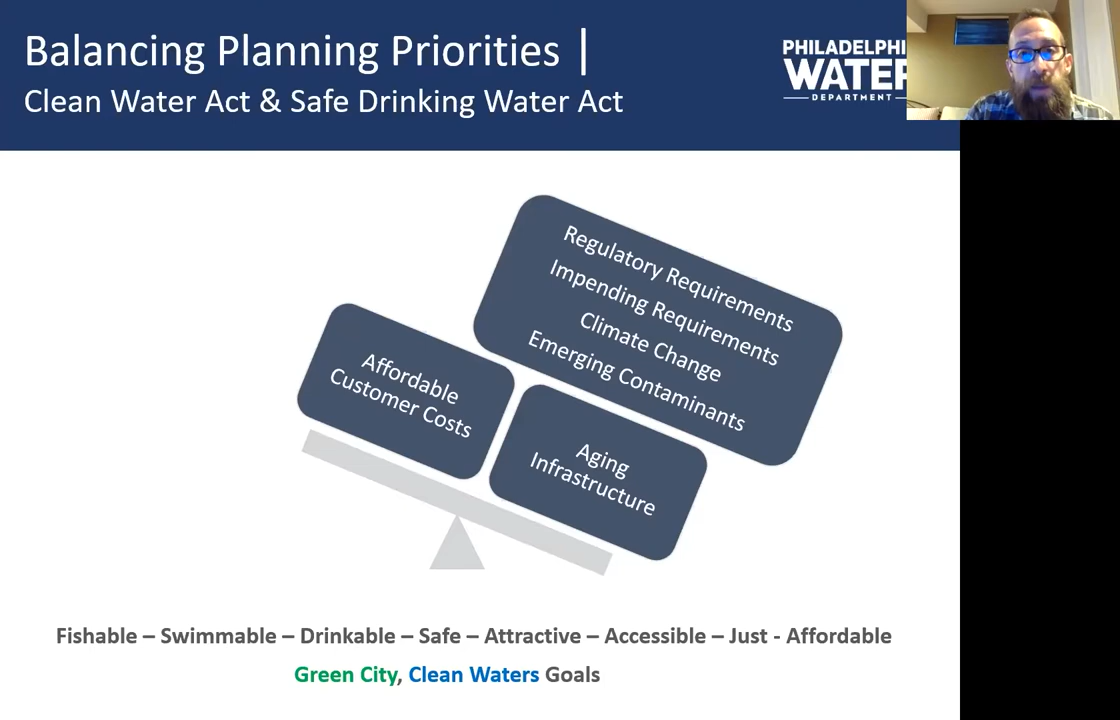 Balancing Planning Priorities |
Clean Water Act & Safe Drinking Water Act
PHILADELPHI
WATER
DEPARTMENT
Regulatory Requirements
Impending Requirements
Climate Change
Emerging Contaminants
Affordable
Customer Costs
Aging
Infrastructure
Fishable – Swimmable – Drinkable – Safe – Attractive – Accessible – Just - Affordable
Green City, Clean Waters Goals